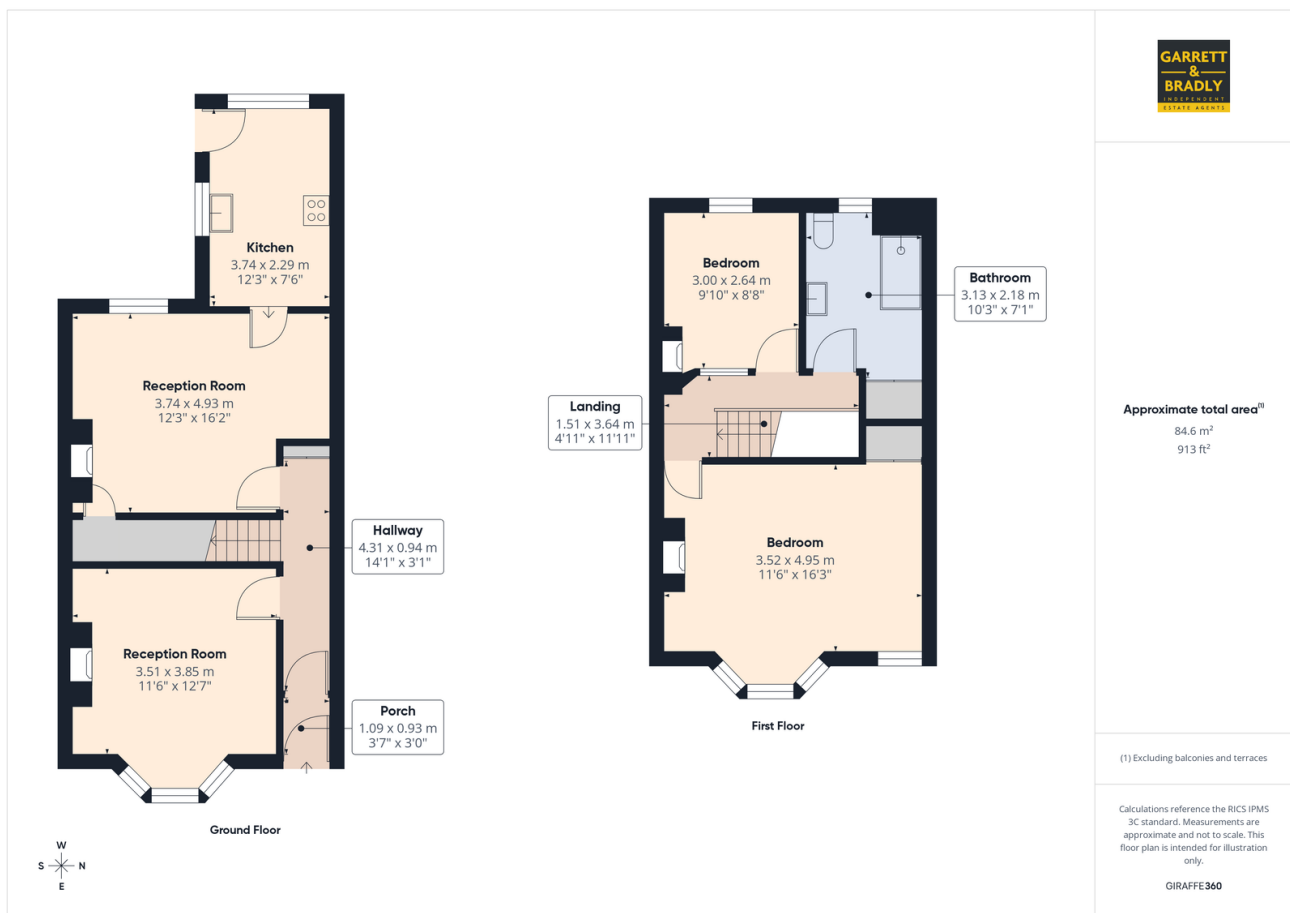 Kitchen
3.74 x 2.29 m
12'3" x 7'6"
Reception Room
3.74 x 4.93 m
12'3" x 16'2"
Hallway
4.31 x 0.94 m
14'1" x 3'1"
Reception Room
3.51 x 3.85 m
11'6" x 12'7"
Porch
1.09 x 0.93 m
3'7" x 3'0"
Ground Floor
W
S
N
E
Bedroom
3.00 x 2.64 m
9'10" x 8'8"
Bathroom
3.13 x 2.18 m
10'3" x 7'1"
Landing
1.51 x 3.64 m
4'11" x 11'11"
Bedroom
3.52 x 4.95 m
11'6" x 16'3"
First Floor
GARRETT
&
BRADLY
INDEPENDENT
ESTATE AGENTS
Approximate total area⁽¹⁾
84.6 m²
913 ft²
(1) Excluding balconies and terraces
Calculations reference the RICS IPMS
3C standard. Measurements are
approximate and not to scale. This
floor plan is intended for illustration
only.
GIRAFFE360